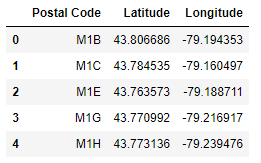 Postal Code Latitude Longitude
0 M1B 43.806686 -79.194353
1 M1C 43.784535 -79.160497
2 M1E 43.763573 -79.188711
3 M1G 43.770992 -79.216917
4 M1H 43.773136 -79.239476